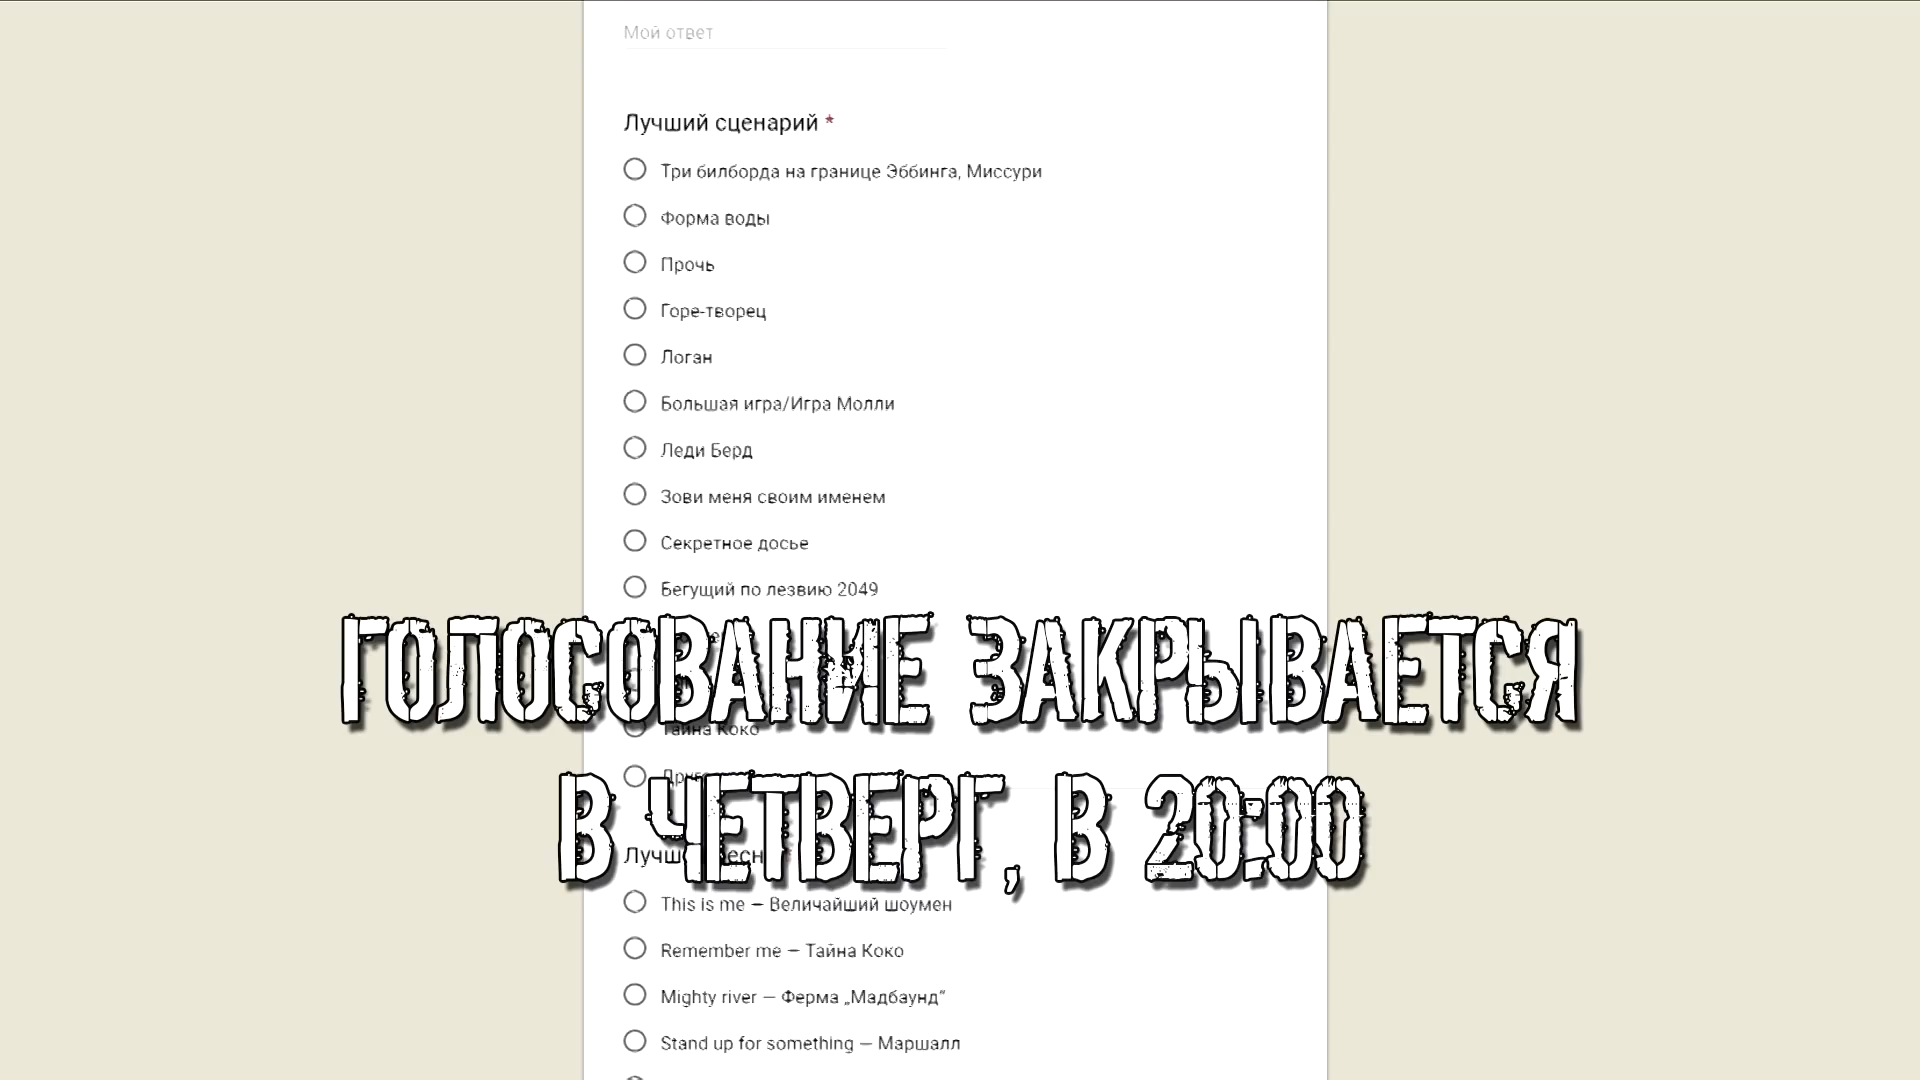 Мой ответ
Лучший сценарий *
Три билборда на границе Эббинга, Миссури
Форма воды
Прочь
Горе-творец
Логан
Большая игра/Игра Молли
Леди Берд
Зови меня своим именем
Секретное досье
Бегущий по лезвию 2049
ГОЛОСОВАНИЕ ЗАКРЫВАЕТСЯ
Тайна Коко
В ЧЕТВЕРГ, В 20:00
This is me — Величайший шоумен
Remember me — Тайна Коко
Mighty river — Ферма „Мадбаунд“
Stand up for something — Маршалл